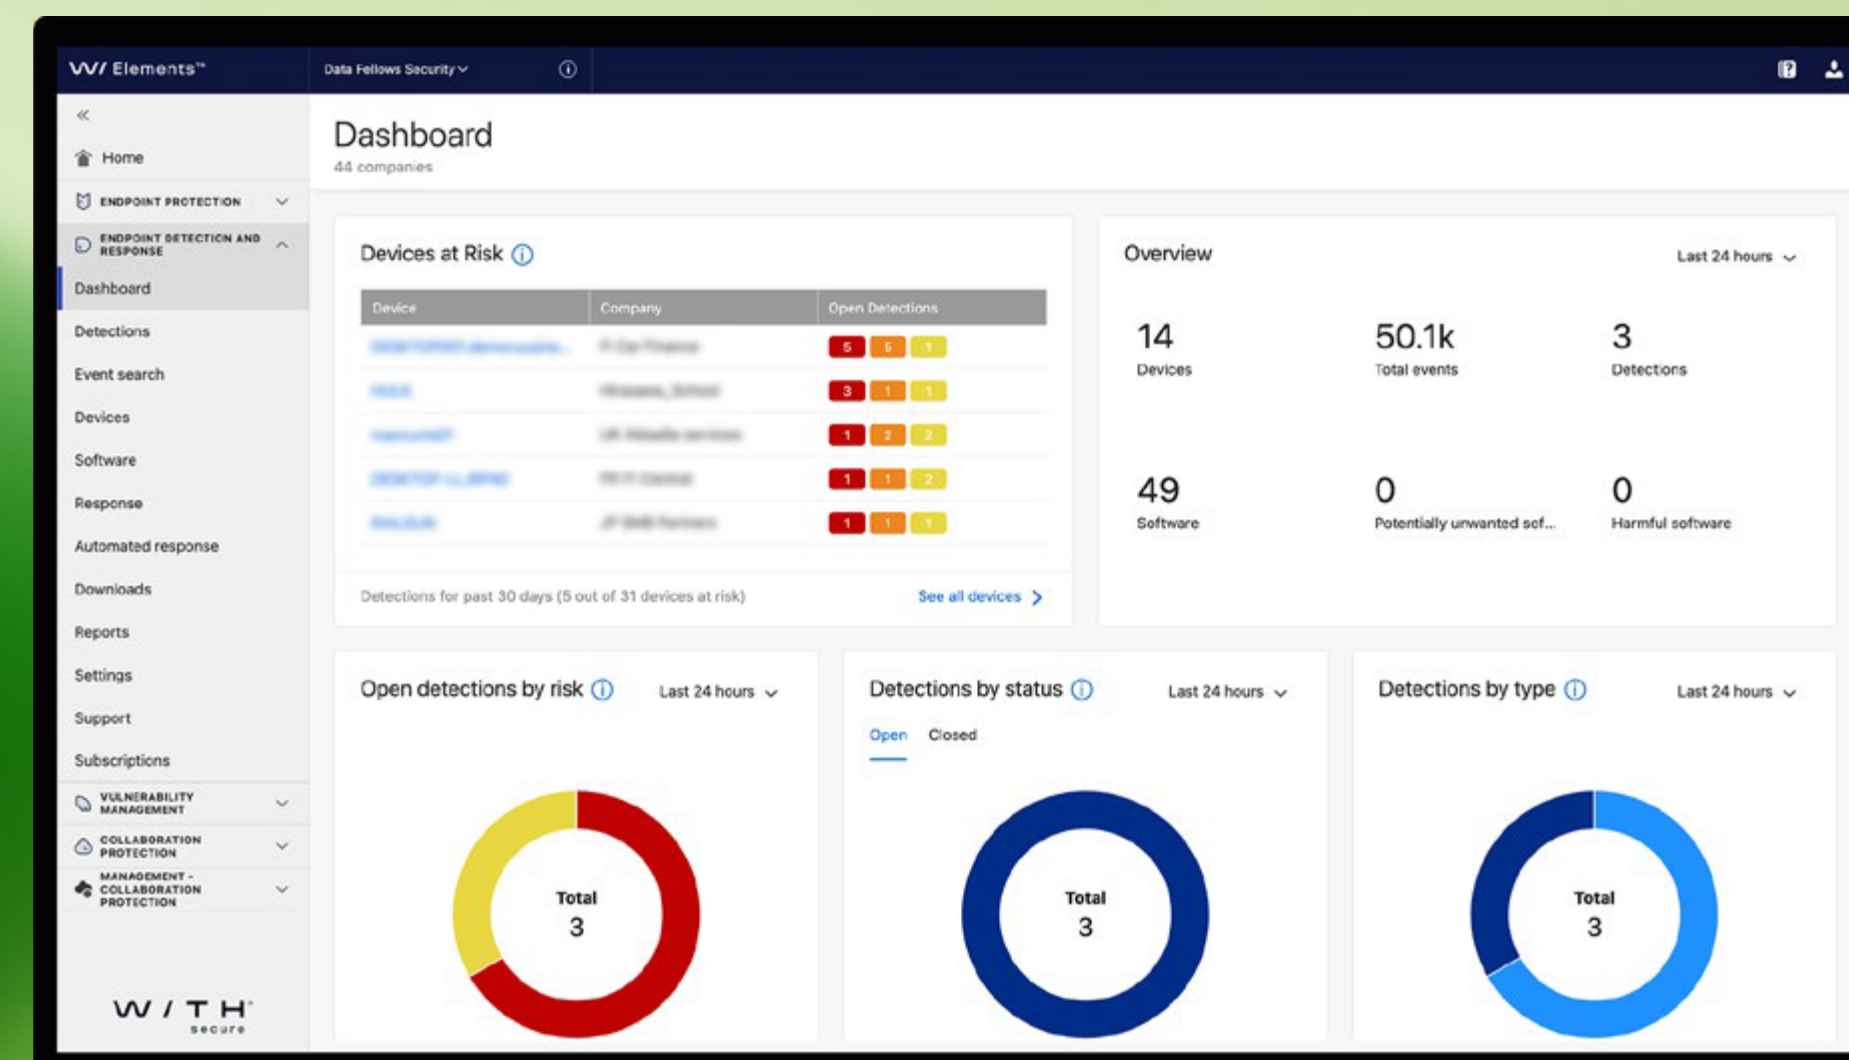 W/ Elements™
Data Fellows Security
«
Home
ENDPOINT PROTECTION
ENDPOINT DETECTION AND
RESPONSE
Dashboard
Detections
Event search
Devices
Software
Response
Automated response
Downloads
Reports
Settings
Support
Subscriptions
VULNERABILITY
MANAGEMENT
COLLABORATION
PROTECTION
MANAGEMENT -
COLLABORATION
PROTECTION
W / T H
secure
Dashboard
44 companies
Devices at Risk
Device Company Open Detections
5 5 1
3 1 1
1 2 2
1 1 2
1 1 1
Detections for past 30 days (5 out of 31 devices at risk) See all devices
Overview Last 24 hours
14 50.1k 3
Devices Total events Detections
49 0 0
Software Potentially unwanted sof... Harmful software
Open detections by risk Last 24 hours
Total
3
Detections by status Last 24 hours
Open Closed
Total
3
Detections by type Last 24 hours
Total
3